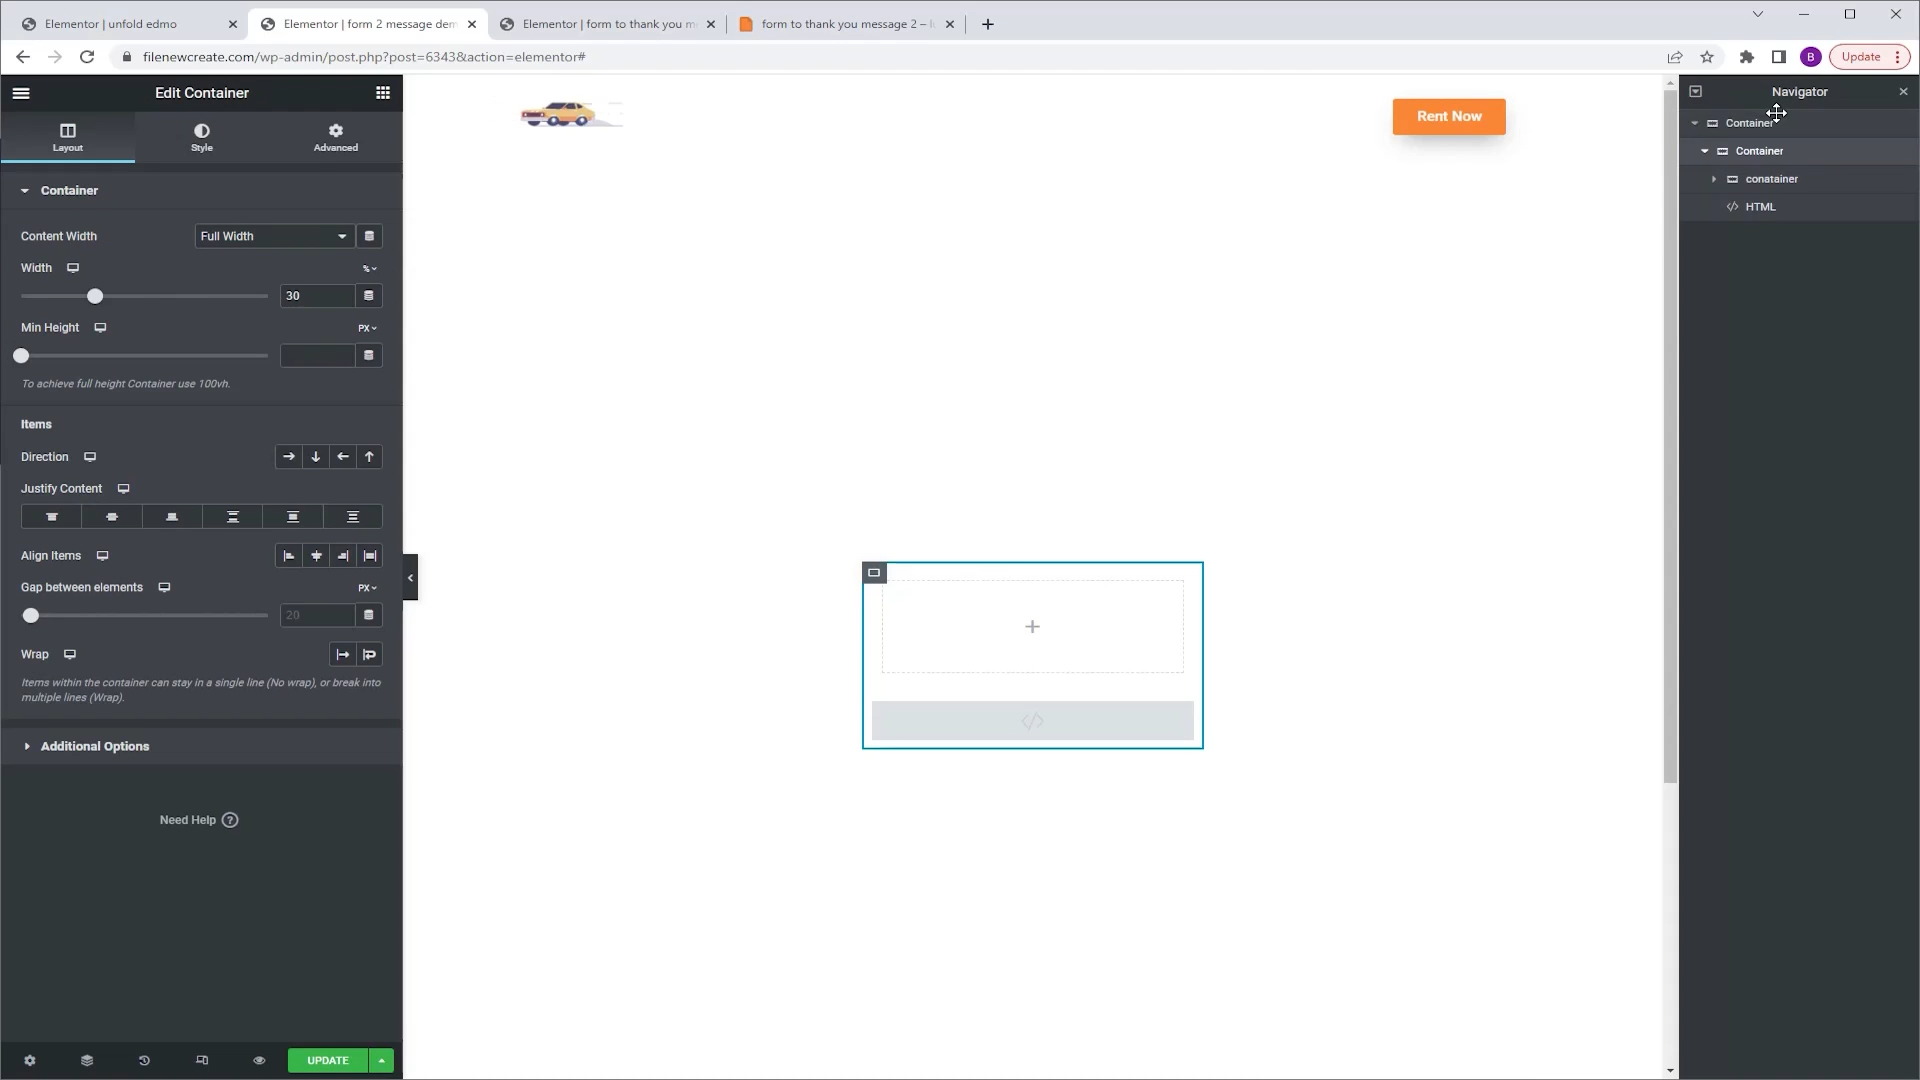 Elementor | unfold edmo
Elementor | form 2 message dem
Elementor | form to thank you m
form to thank you message 2 –
filenewcreate.com/wp-admin/post.php?post=6343&action=elementor#
B
Update
Edit Container
Layout
Style
Advanced
Container
Content Width
Full Width
Width
%
30
Min Height
PX
To achieve full height Container use 100vh.
Items
Direction
Justify Content
Align Items
Gap between elements
PX
20
Wrap
Items within the container can stay in a single line (No wrap), or break into
multiple lines (Wrap).
Additional Options
Need Help ?
UPDATE
Rent Now
Navigator
Container
Container
conatainer
HTML